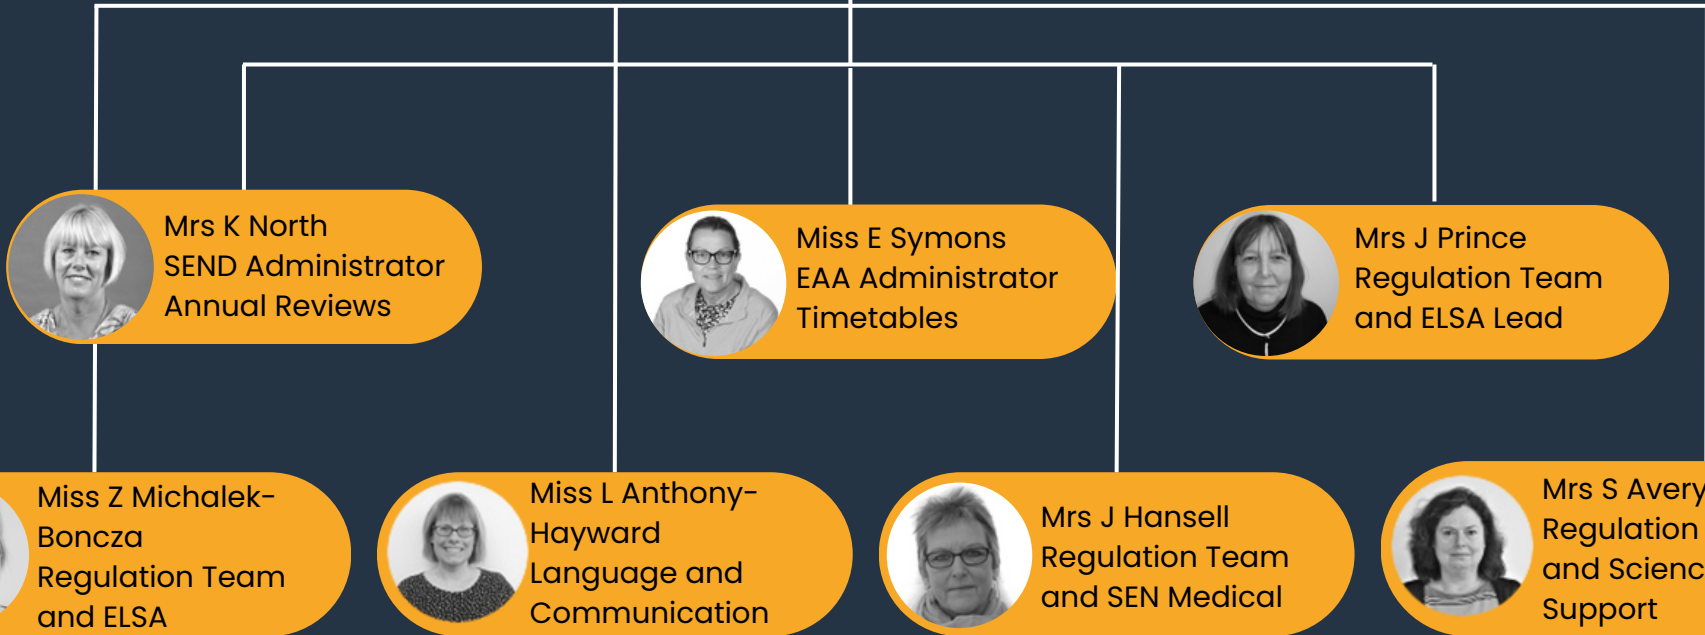 Mrs K North
SEND Administrator
Annual Reviews
Miss E Symons
EAA Administrator
Timetables
Mrs J Prince
Regulation Team
and ELSA Lead
Miss Z Michalek-
Boncza
Regulation Team
and ELSA
Miss L Anthony-
Hayward
Language and
Communication
Mrs J Hansell
Regulation Team
and SEN Medical
Mrs S Avery
Regulation
and Scienc
Support